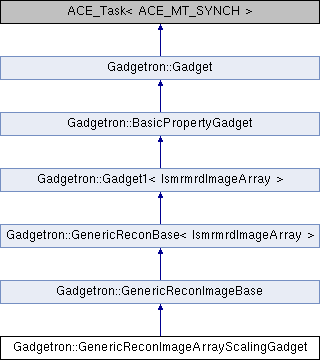 ACE_Task< ACE_MT_SYNCH >
Gadgetron::Gadget
Gadgetron::BasicPropertyGadget
Gadgetron::Gadget1< IsmrmrdImageArray >
Gadgetron::GenericReconBase< IsmrmrdImageArray >
Gadgetron::GenericReconImageBase
Gadgetron::GenericReconImageArrayScalingGadget